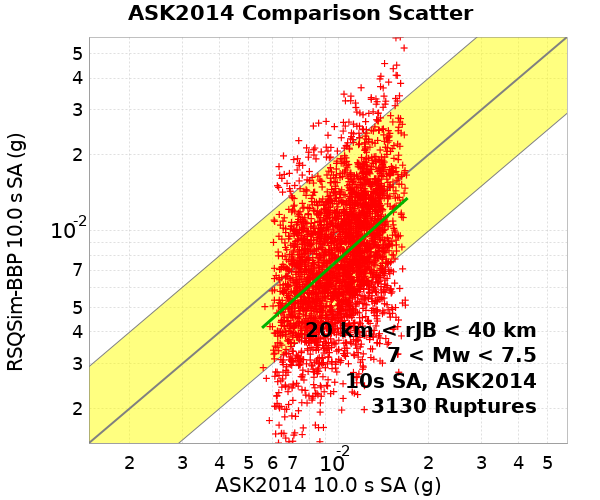 ASK2014 Comparison Scatter
RSQSim-BBP 10.0 s SA (g)
5
4
3
2
10-2
7
5
4
3
2
20 km < rJB < 40 km
7 < Mw < 7.5
10s SA, ASK2014
3130 Ruptures
2 3 4 5 6 7 10-2 2 3 4 5
ASK2014 10.0 s SA (g)